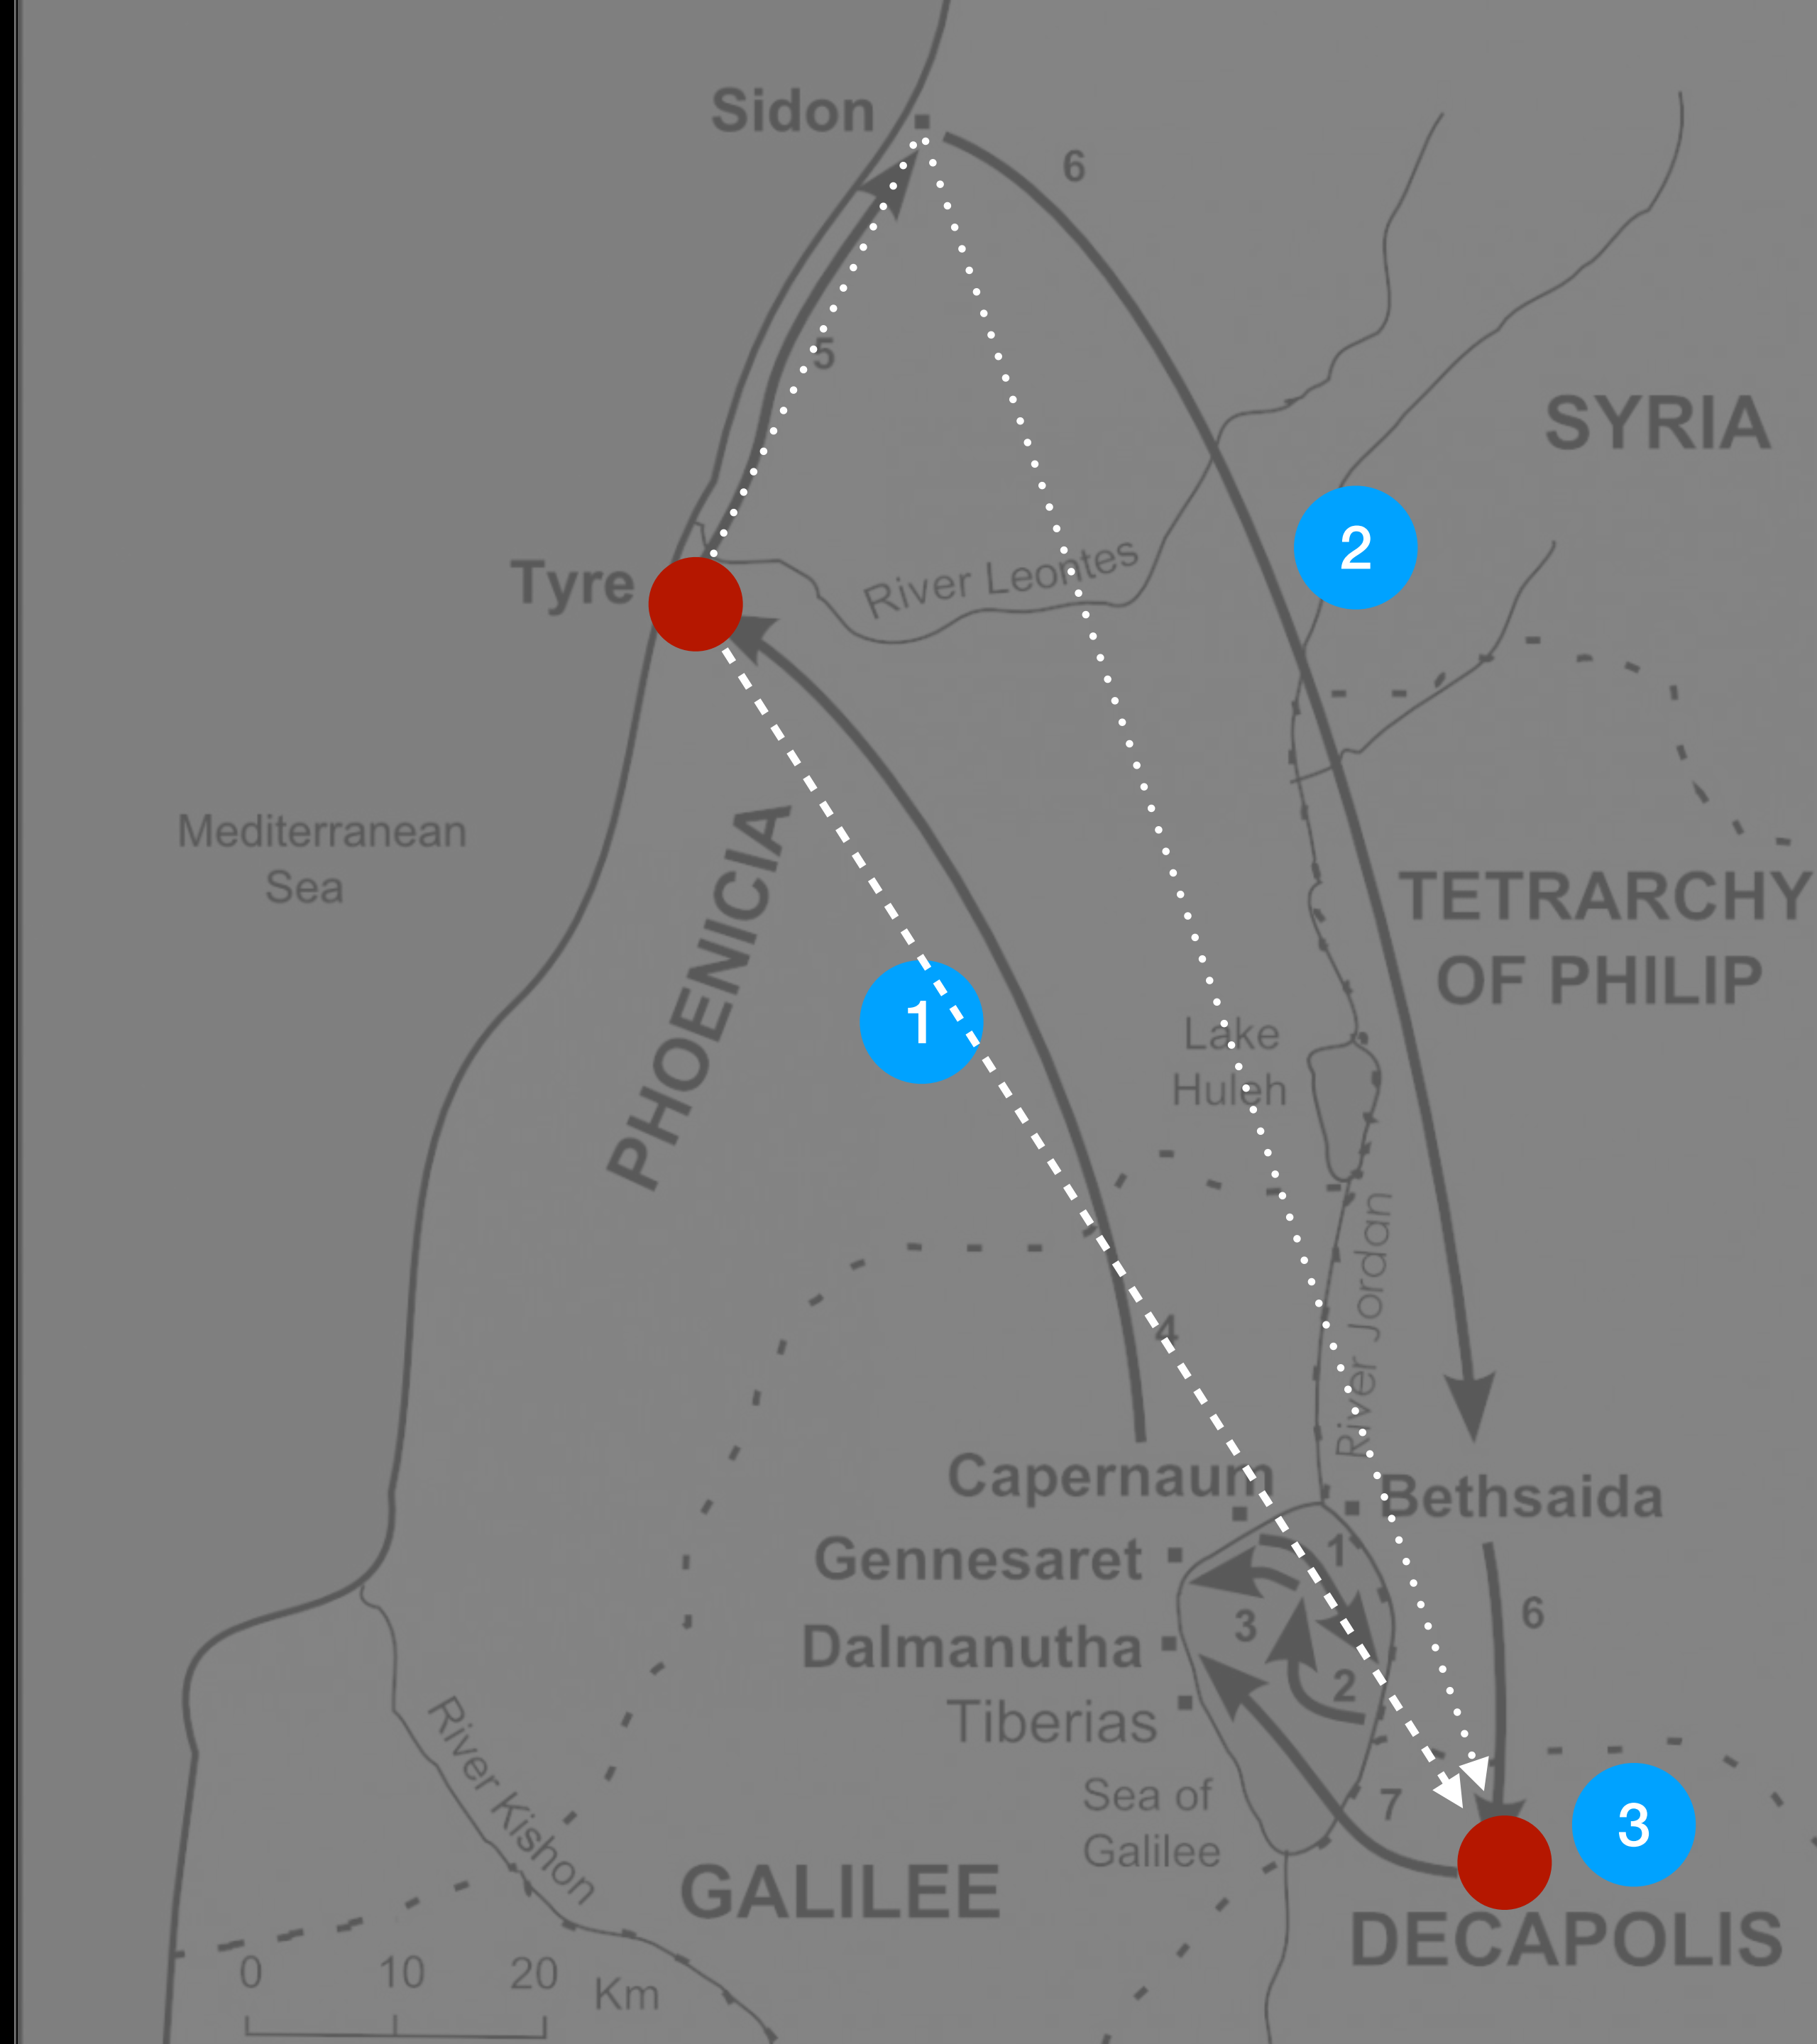 Sidon
6
5
SYRIA
2
River Leontes
Tyre
Mediterranean
Sea
PHOENICIA
TETRARCHY
OF PHILIP
1
Lake
Huleh
River Jordan
4
Capernaum
Bethsaida
1
Gennesaret
6
3
Dalmanutha
2
Tiberias
Sea of
Galilee
7
3
River Kishon
GALILEE
DECAPOLIS
0 10 20
Km